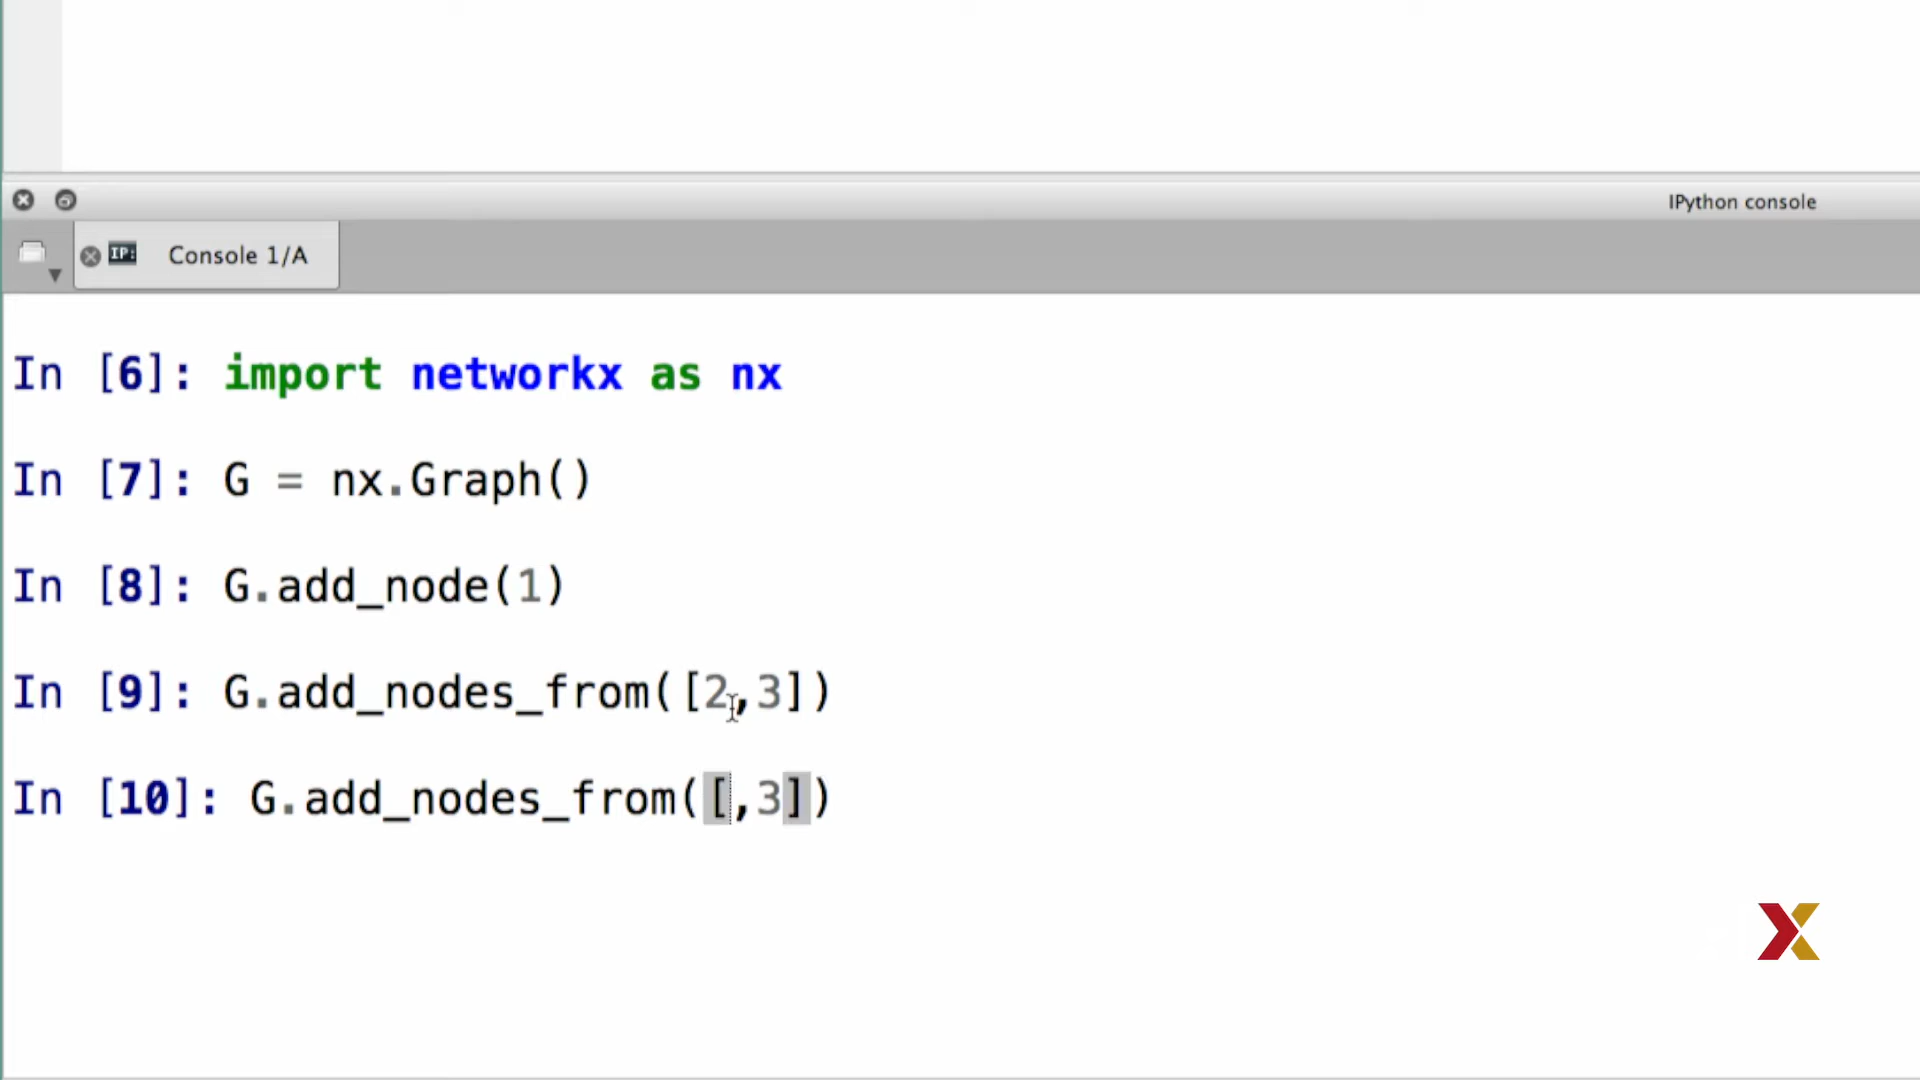 IPython console
IP: Console 1/A
In [6]: import networkx as nx
In [7]: G = nx.Graph()
In [8]: G.add_node(1)
In [9]: G.add_nodes_from([2,3])
In [10]: G.add_nodes_from([,3])